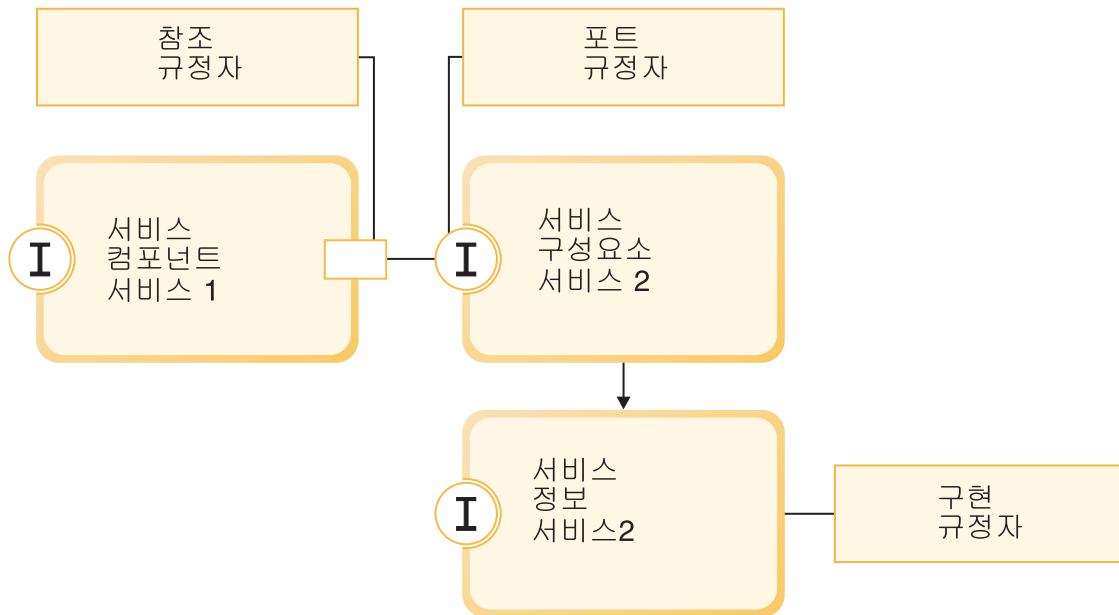 참조
규정자
포트
규정자
I
서비스
컴포넌트
서비스 1
I
서비스
구성요소
서비스 2
I
서비스
정보
서비스2
구현
규정자